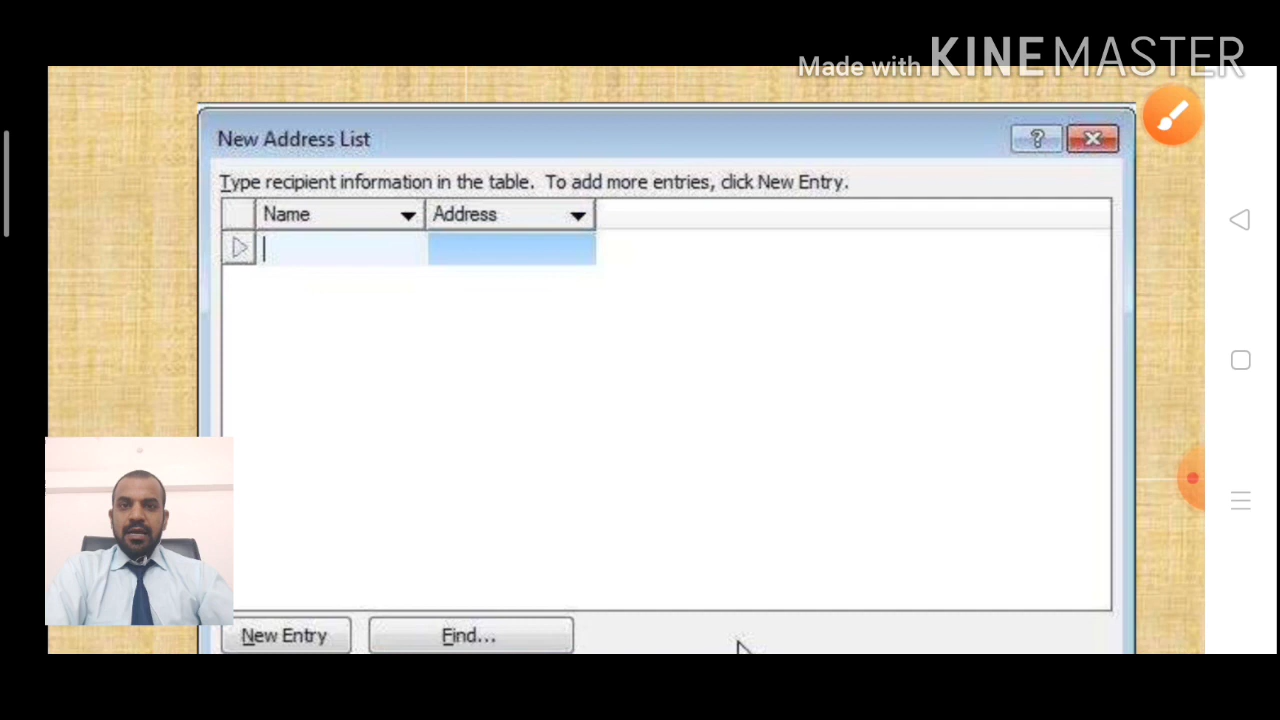 Made with KINEMASTER
New Address List
Type recipient information in the table. To add more entries, click New Entry.
Name Address
New Entry Find...